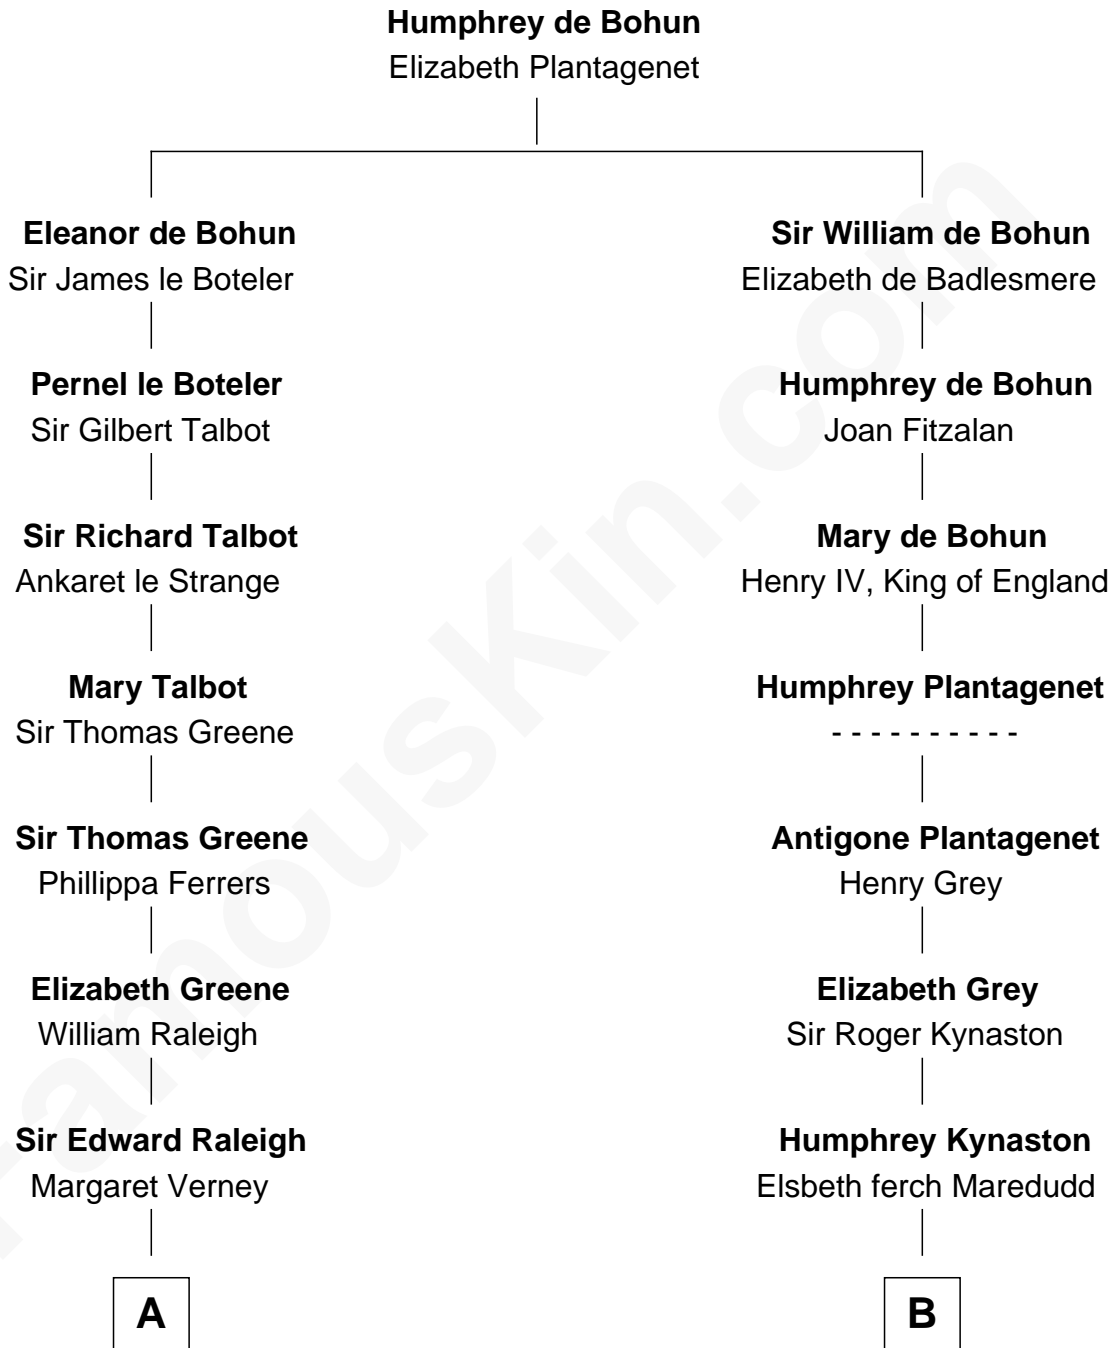 Humphrey de Bohun
Elizabeth Plantagenet
Eleanor de Bohun
Sir James le Boteler
Sir William de Bohun
Elizabeth de Badlesmere
Pernel le Boteler
Sir Gilbert Talbot
Humphrey de Bohun
Joan Fitzalan
Sir Richard Talbot
Ankaret le Strange
Mary de Bohun
Henry IV, King of England
Mary Talbot
Sir Thomas Greene
Humphrey Plantagenet
- - - - - - - - - -
Sir Thomas Greene
Phillippa Ferrers
Antigone Plantagenet
Henry Grey
Elizabeth Greene
William Raleigh
Elizabeth Grey
Sir Roger Kynaston
Sir Edward Raleigh
Margaret Verney
Humphrey Kynaston
Elsbeth ferch Maredudd
A
B
FamousKin.com